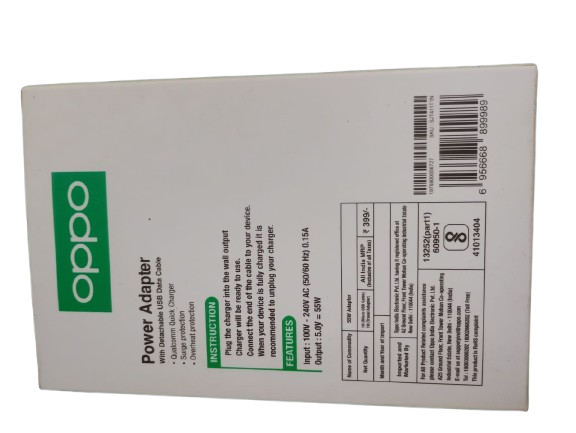 oppo
Power Adapter
With Detachable USB Data Cable
• Qualcomm Quick Charger
• Surge protection
• Overheat protection
INSTRUCTION
Plug the charger into the wall output
Charger will be ready to use.
Connect the end of the cable to your device.
When your device is fully charged it is
recommended to unplug your charger.
FEATURES
Input : 100V - 240V AC (50/60 Hz) 0.15A
Output : 5.0V = 55W
Name of Commodity
Net Quantity
All India MRP
(Inclusive of all Taxes)
₹ 399/-
Month and Year of Import
Imported and
Marketed By
13252(part1)
60950-1
41013404
This product is RoHS compliant
6 956668 899989